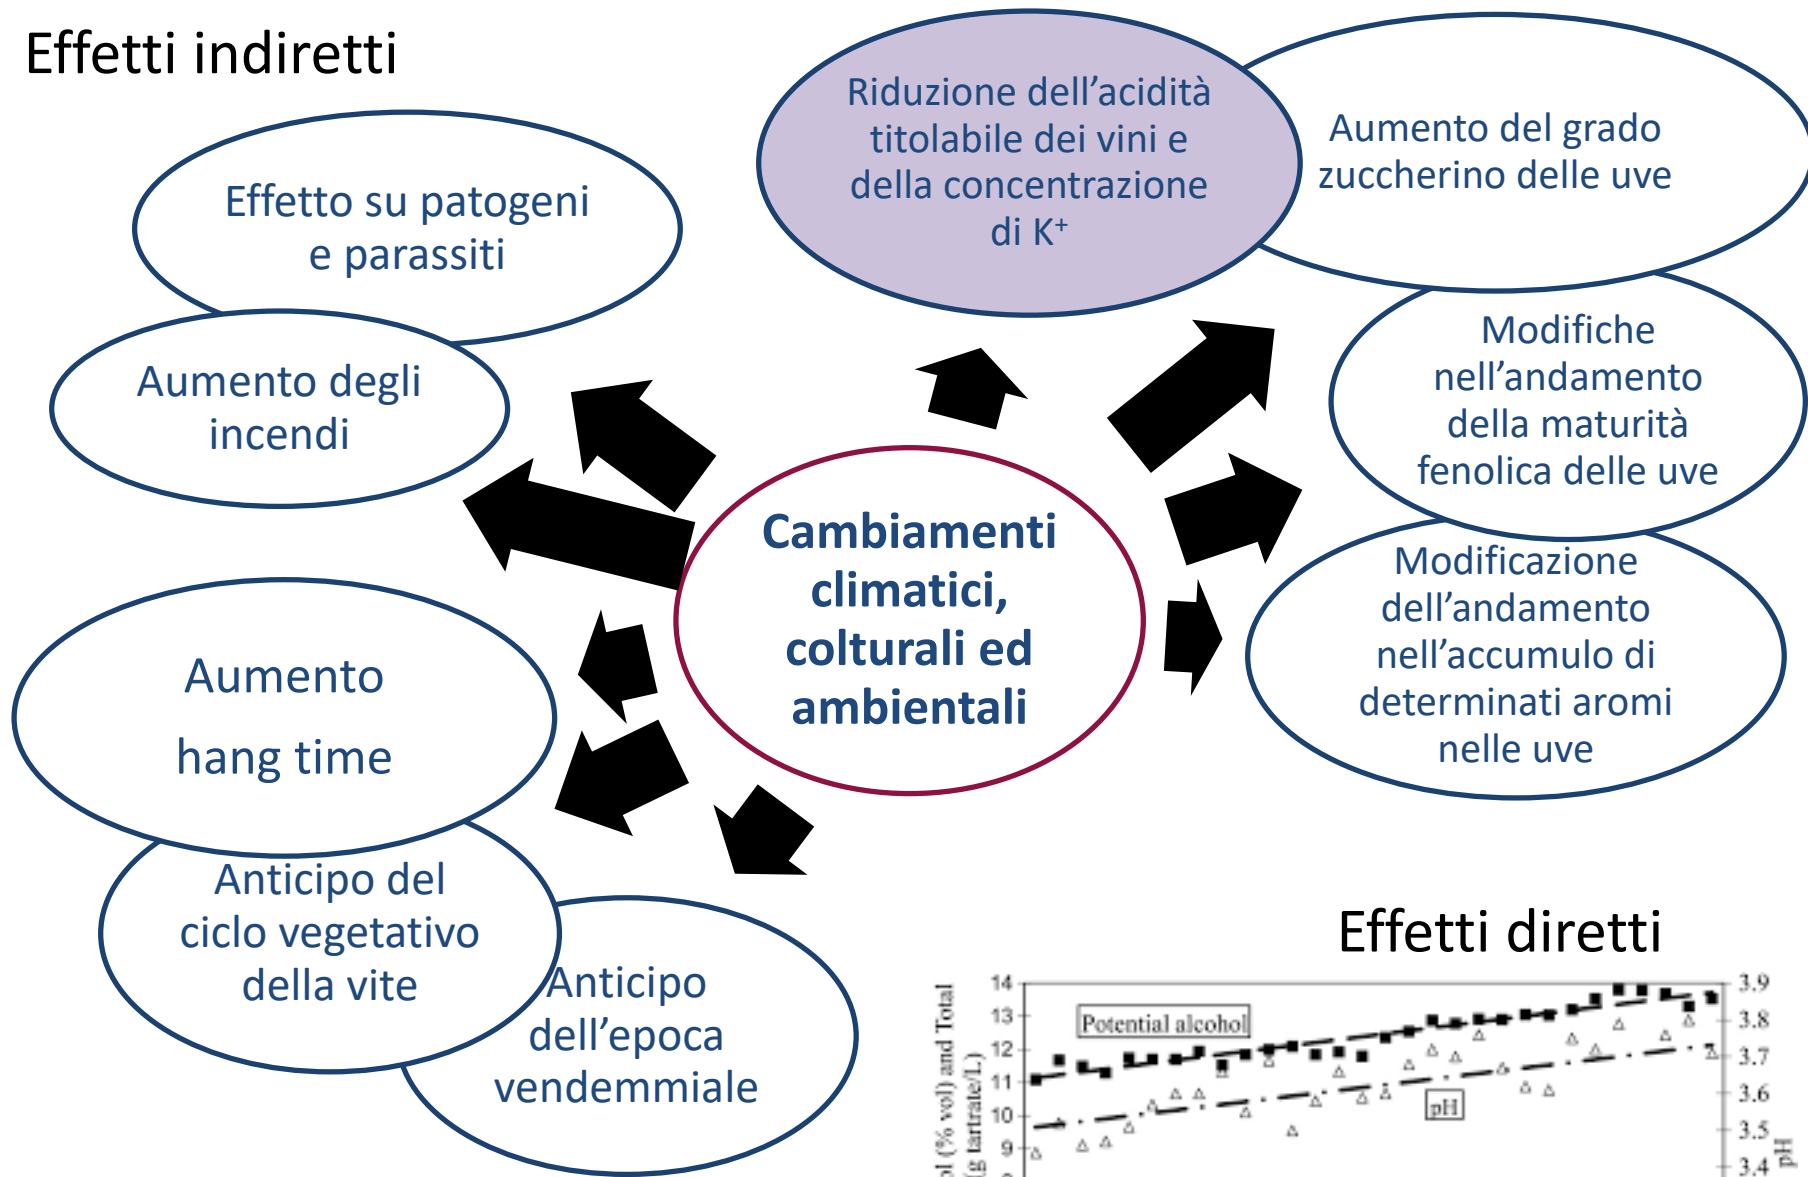 Effetti indiretti
Riduzione dell’acidità
titolabile dei vini e
della concentrazione
di K⁺
Aumento del grado
zuccherino delle uve
Effetto su patogeni
e parassiti
Aumento degli
incendi
Modifiche
nell’andamento
della maturità
fenolica delle uve
Cambiamenti
climatici,
colturali ed
ambientali
Modificazione
dell’andamento
nell’accumulo di
determinati aromi
nelle uve
Aumento
hang time
Anticipo del
ciclo vegetativo
della vite
Anticipo
dell’epoca
vendemmiale
Effetti diretti
(% vol) and Total
tartrate/L)
14
13
12
11
10
9
Potential alcohol
pH
3.9
3.8
3.7
3.6
3.5
3.4
pH